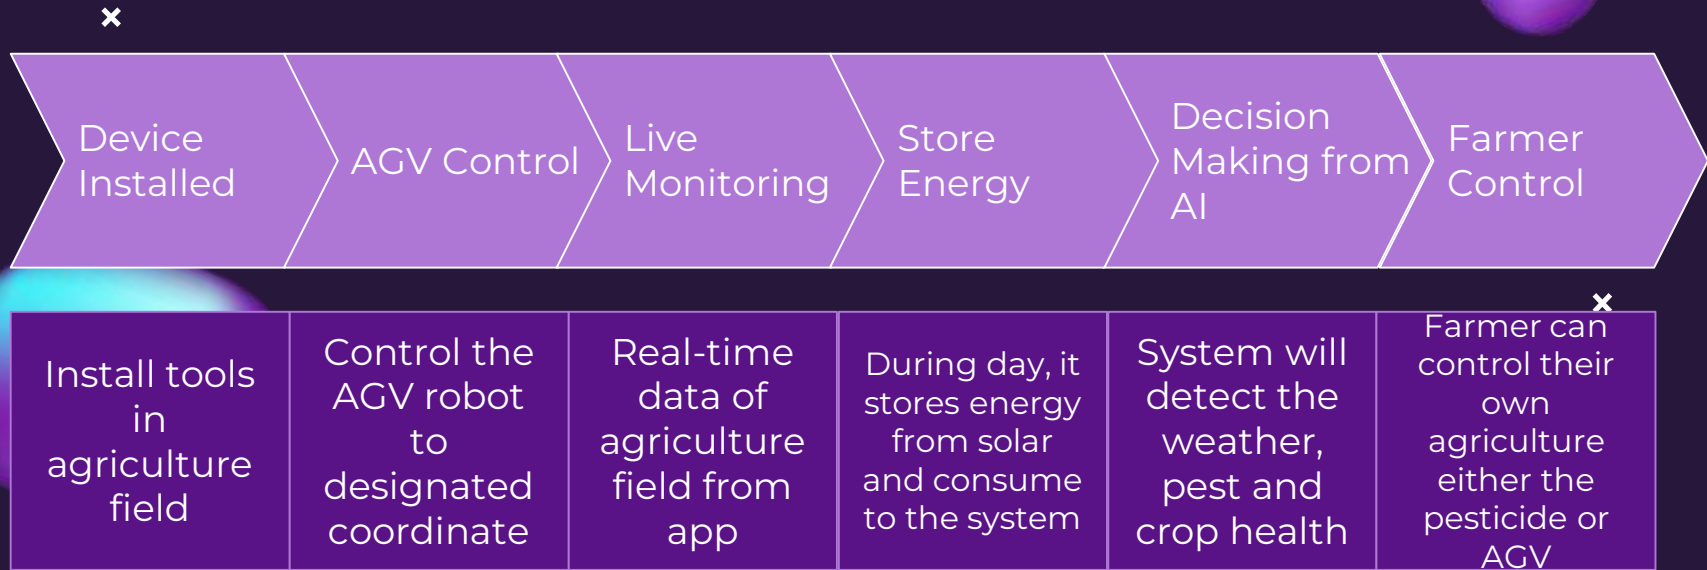 Device
Installed
AGV Control
Live
Monitoring
Store
Energy
Decision
Making from
AI
Farmer
Control
Install tools
in
agriculture
field
Control the
AGV robot
to
designated
coordinate
Real-time
data of
agriculture
field from
app
During day, it
stores energy
from solar
and consume
to the system
System will
detect the
weather,
pest and
crop health
Farmer can
control their
own
agriculture
either the
pesticide or
AGV